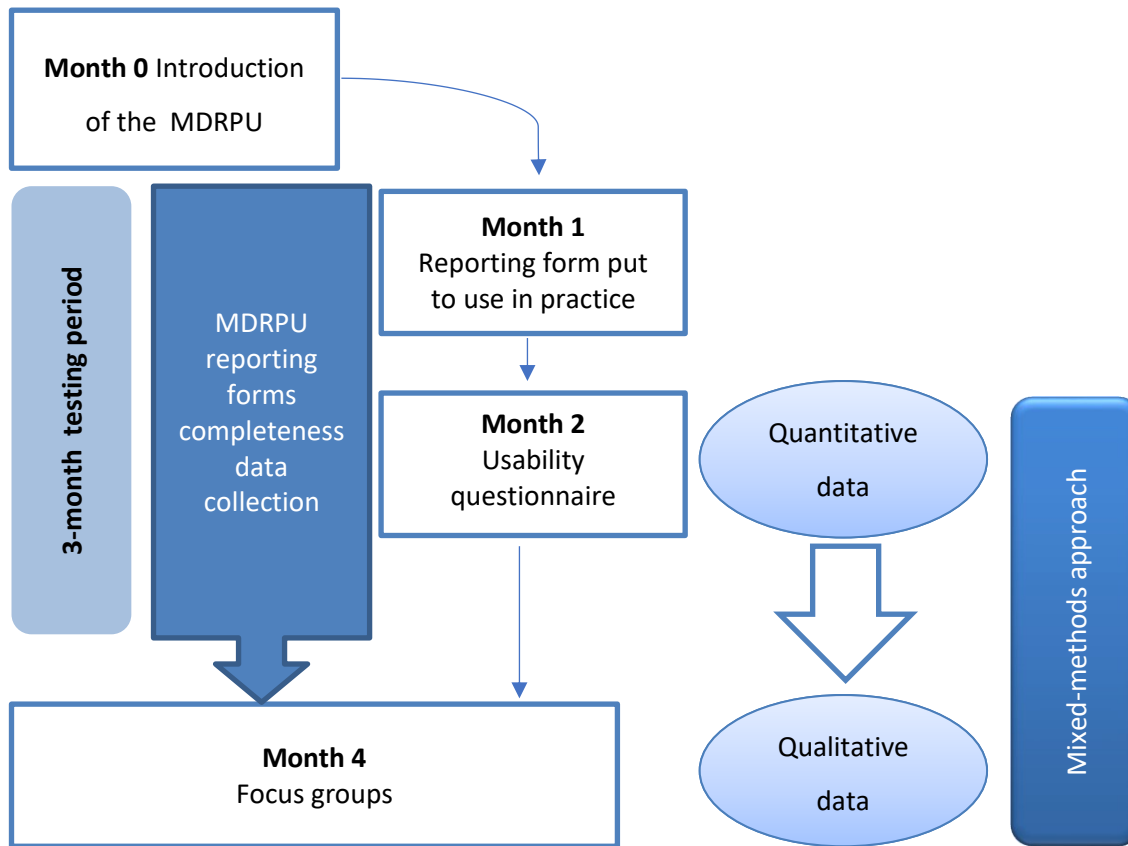 Month 0 Introduction
of the MDRPU
3-month testing period
MDRPU
reporting
forms
completeness
data
collection
Month 1
Reporting form put
to use in practice
Month 2
Usability
questionnaire
Quantitative
data
Mixed-methods approach
Month 4
Focus groups
Qualitative
data